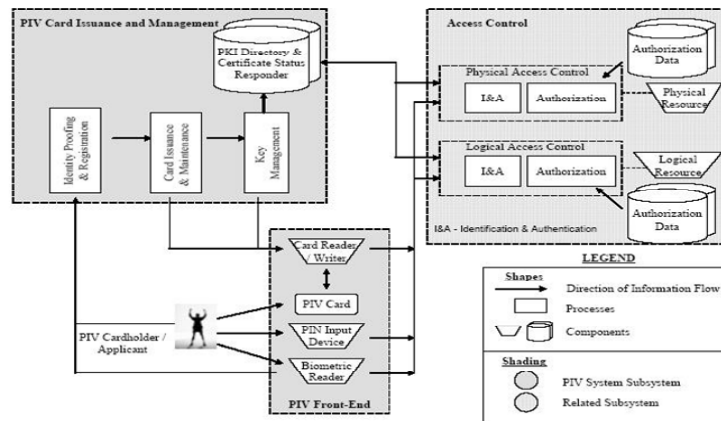 PIV Card Issuance and Management
PKI Directory &
Certificate Status
Responder
Identity Proofing
& Registration
Card Issuance
& Maintenance
Key
Management
Access Control
Authorization
Data
Physical Access Control
I&A
Authorization
Physical
Resource
Logical Access Control
I&A
Authorization
Logical
Resource
Authorization
Data
I&A - Identification & Authentication
Card Reader
/ Writer
PIV Card
PIN Input
Device
Biometric
Reader
PIV Front-End
PIV Cardholder /
Applicant
LEGEND
Shapes
Direction of Information Flow
Processes
Components
Shading
PIV System Subsystem
Related Subsystem